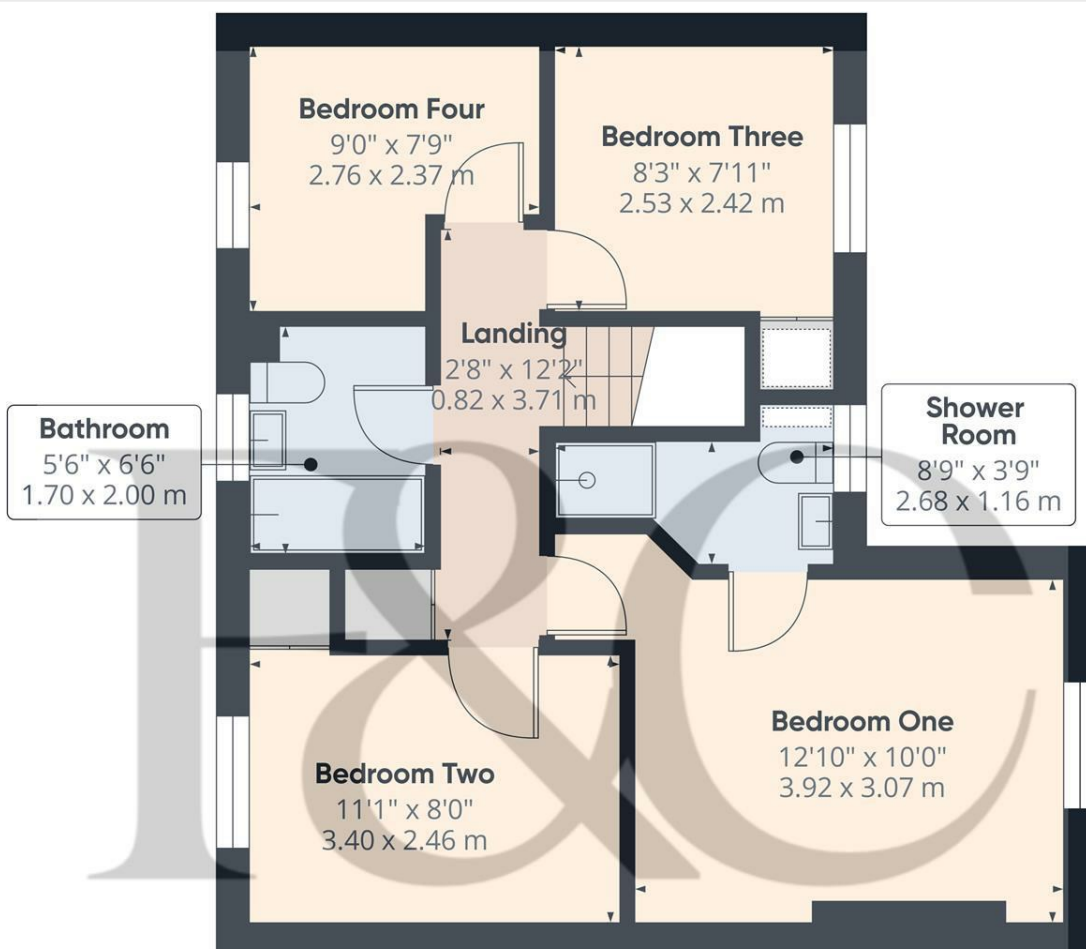 Bedroom Four
9'0" x 7'9"
2.76 x 2.37 m
Bedroom Three
8'3" x 7'11"
2.53 x 2.42 m
Landing
2'8" x 12'2"
0.82 x 3.71 m
Bathroom
5'6" x 6'6"
1.70 x 2.00 m
Shower
Room
8'9" x 3'9"
2.68 x 1.16 m
F&C
Bedroom One
12'10" x 10'0"
3.92 x 3.07 m
Bedroom Two
11'1" x 8'0"
3.40 x 2.46 m